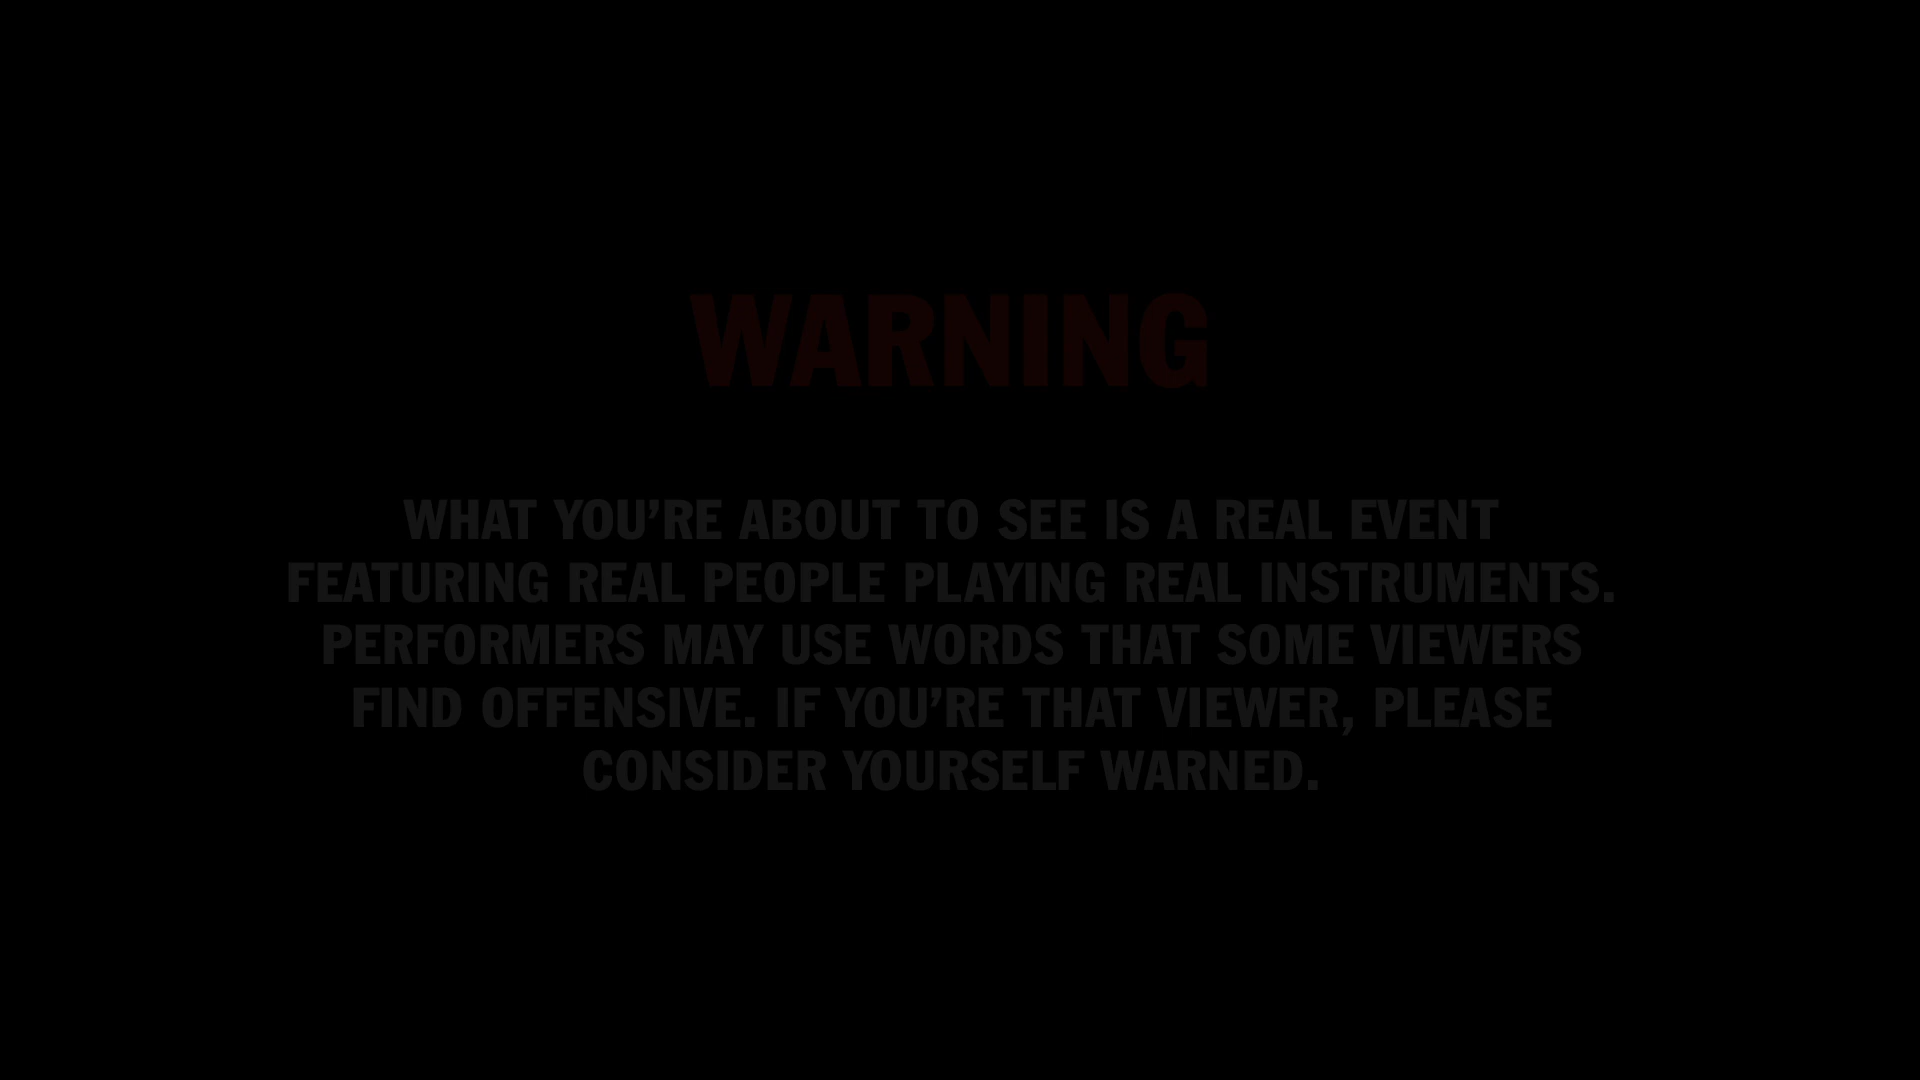 WARNING
WHAT YOU’RE ABOUT TO SEE IS A REAL EVENT
FEATURING REAL PEOPLE PLAYING REAL INSTRUMENTS.
PERFORMERS MAY USE WORDS THAT SOME VIEWERS
FIND OFFENSIVE. IF YOU’RE THAT VIEWER, PLEASE
CONSIDER YOURSELF WARNED.